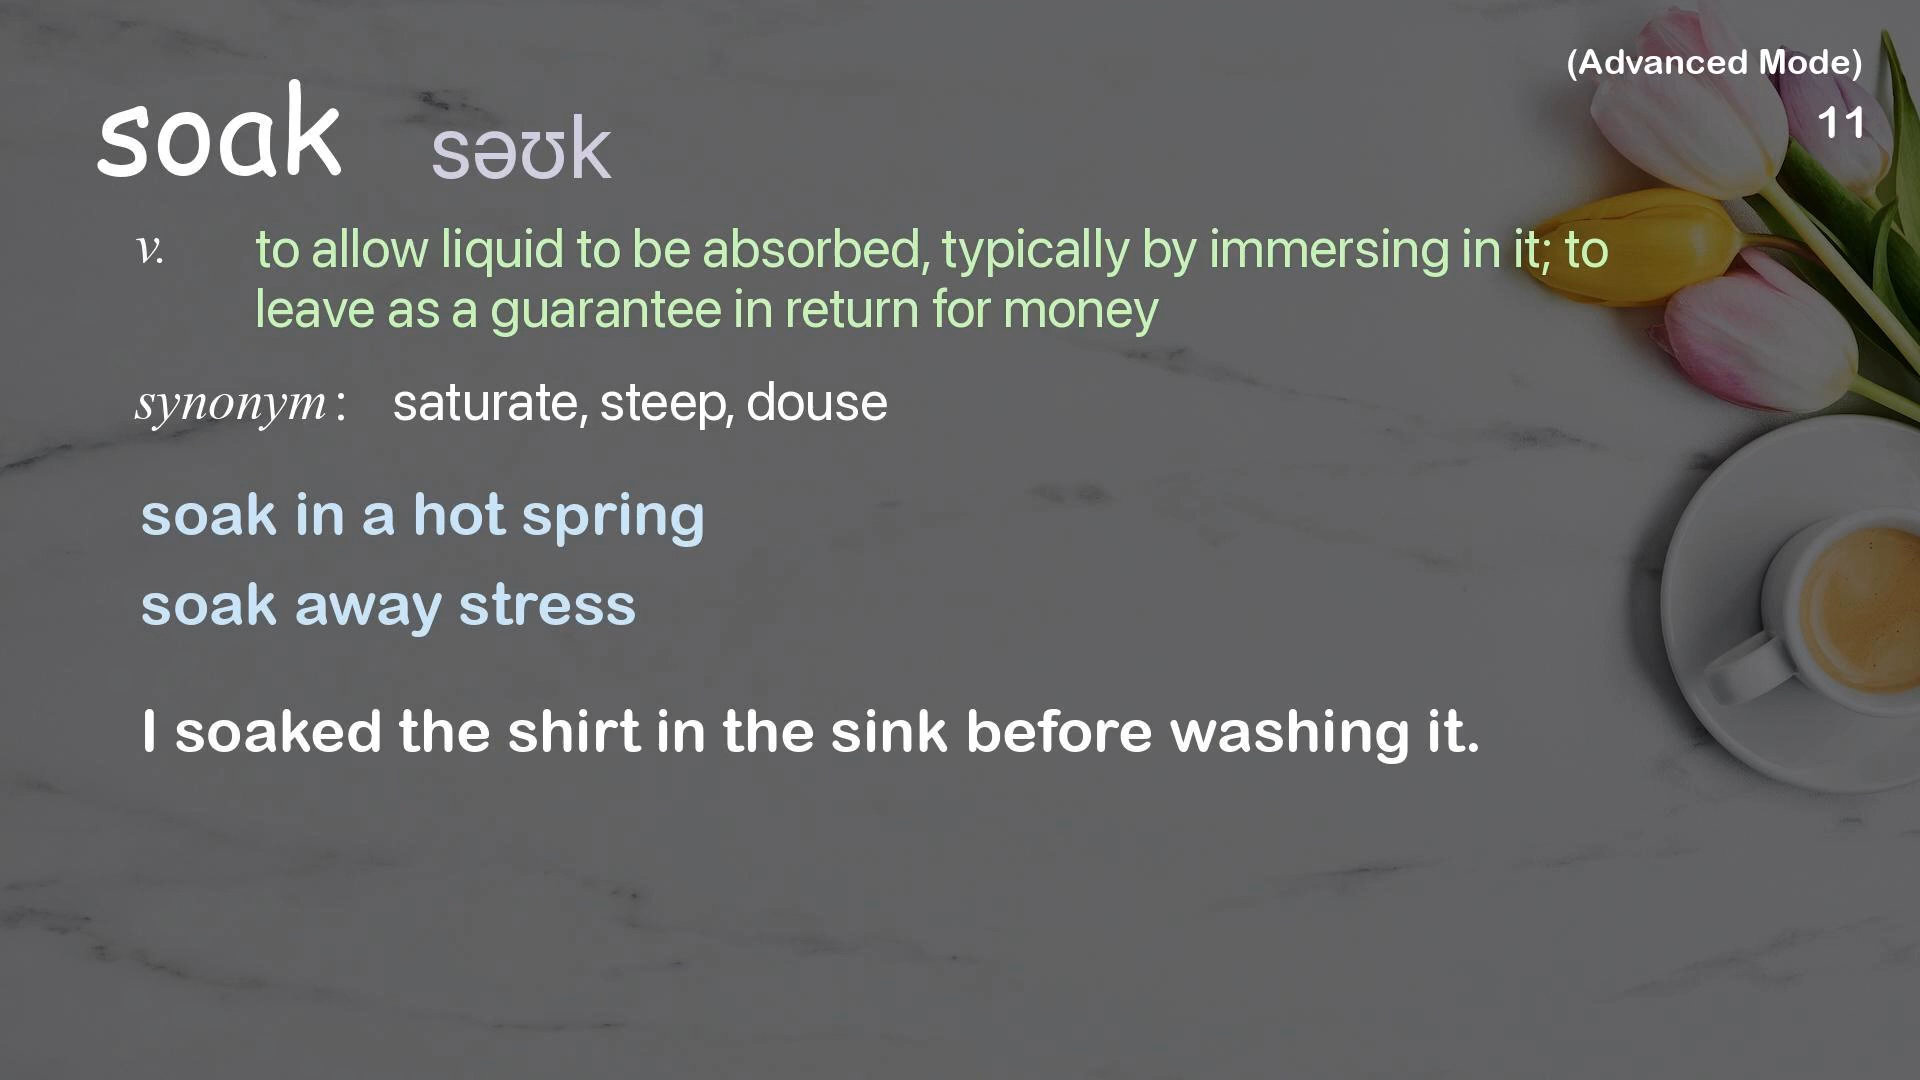 (Advanced Mode)
11
soak səʊk
v. to allow liquid to be absorbed, typically by immersing in it; to
leave as a guarantee in return for money
synonym: saturate, steep, douse
soak in a hot spring
soak away stress
I soaked the shirt in the sink before washing it.